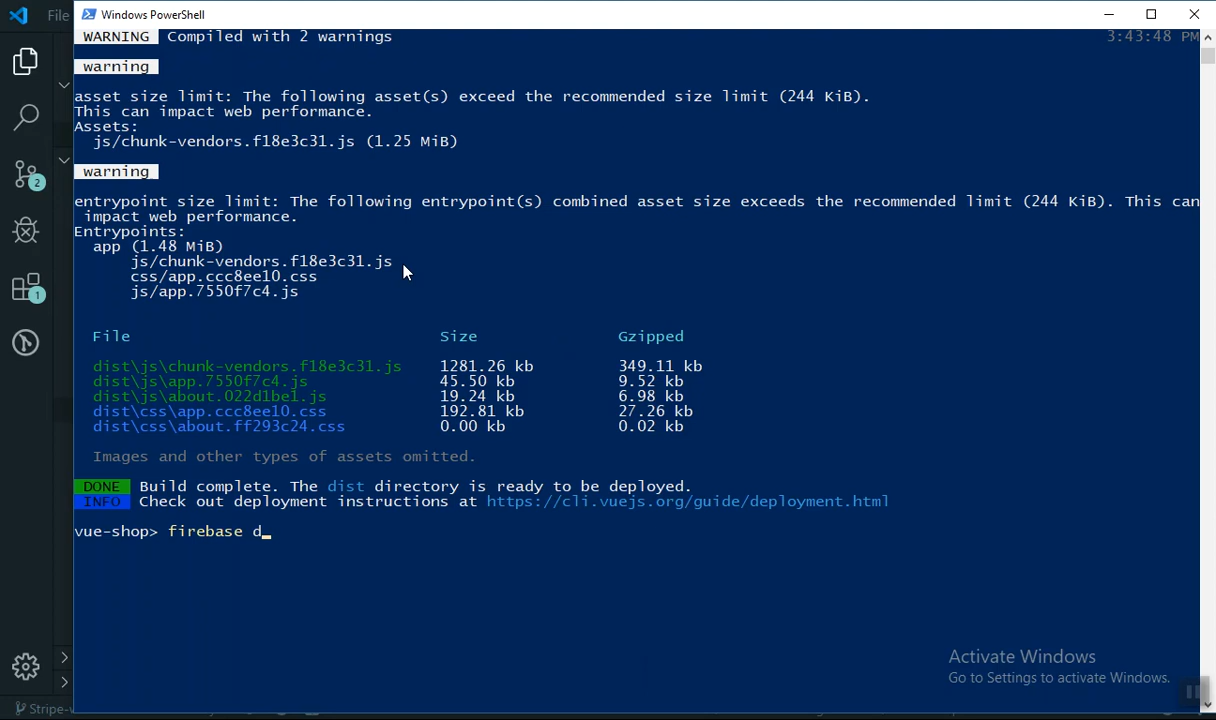 File
Windows PowerShell
WARNING Compiled with 2 warnings 3:43:48 PM
warning
asset size limit: The following asset(s) exceed the recommended size limit (244 KiB).
This can impact web performance.
Assets:
js/chunk-vendors.f18e3c31.js (1.25 MiB)
warning
entrypoint size limit: The following entrypoint(s) combined asset size exceeds the recommended limit (244 KiB). This can
impact web performance.
Entrypoints:
app (1.48 MiB)
js/chunk-vendors.f18e3c31.js
css/app.ccc8ee10.css
js/app.7550f7c4.js
File Size Gzipped
dist\js\chunk-vendors.f18e3c31.js 1281.26 kb 349.11 kb
dist\js\app.7550f7c4.js 45.50 kb 9.52 kb
dist\js\about.022d1be1.js 19.24 kb 6.98 kb
dist\css\app.ccc8ee10.css 192.81 kb 27.26 kb
dist\css\about.ff293c24.css 0.00 kb 0.02 kb
Images and other types of assets omitted.
DONE Build complete. The dist directory is ready to be deployed.
INFO Check out deployment instructions at https://cli.vuejs.org/guide/deployment.html
vue-shop> firebase d_
2
1
Activate Windows
Go to Settings to activate Windows.